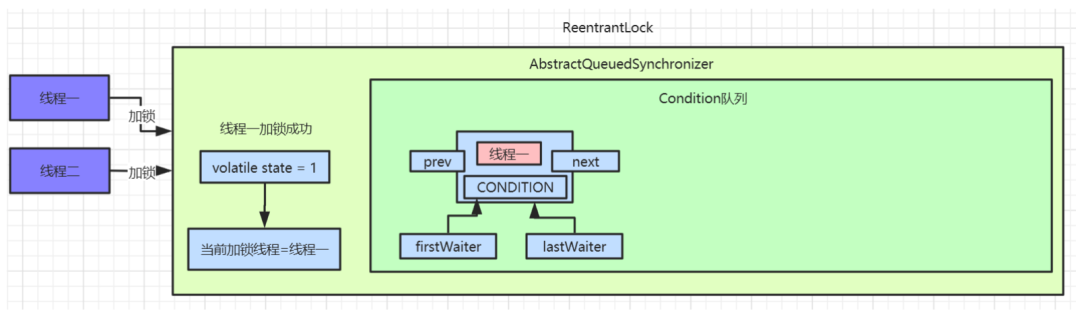 ReentrantLock
AbstractQueuedSynchronizer
Condition队列
线程一
加锁
线程二
加锁
线程一加锁成功
volatile state = 1
当前加锁线程=线程一
线程一
prev
next
CONDITION
firstWaiter
lastWaiter